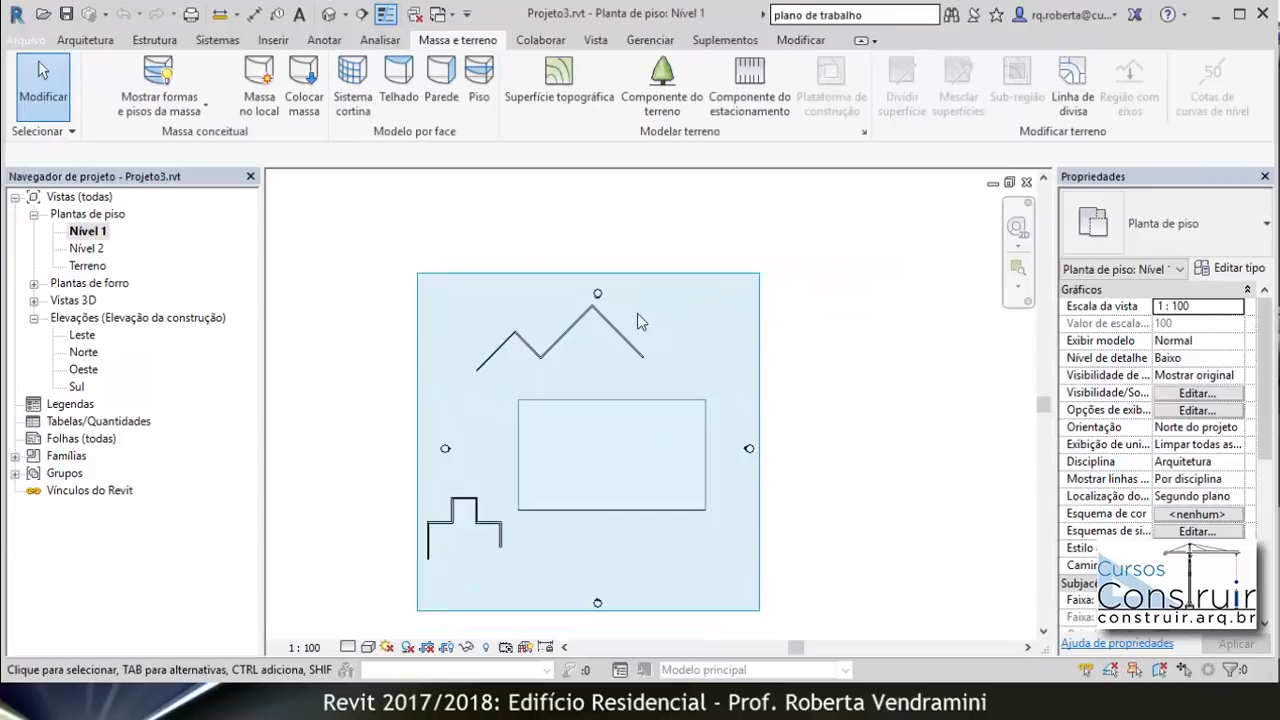 Projeto3.rvt - Planta de piso: Nível 1
plano de trabalho
rq.roberta@cu...
Arquivo Arquitetura Estrutura Sistemas Inserir Anotar Analisar Massa e terreno Colaborar Vista Gerenciar Suplementos Modificar
Modificar
Mostrar formas
e pisos da massa
Massa
no local
Colocar
massa
Sistema
cortina
Telhado
Parede
Piso
Superfície topográfica
Componente do
terreno
Componente do
estacionamento
Plataforma de
construção
Dividir
superfície
Mesclar
superfícies
Sub-região
Linha de
divisa
Região com
eixos
50
Cotas de
curvas de nível
Selecionar
Massa conceitual
Modelo por face
Modelar terreno
Modificar terreno
Navegador de projeto - Projeto3.rvt
Vistas (todas)
Plantas de piso
Nível 1
Nível 2
Terreno
Plantas de forro
Vistas 3D
Elevações (Elevação da construção)
Leste
Norte
Oeste
Sul
Legendas
Tabelas/Quantidades
Folhas (todas)
Famílias
Grupos
Vínculos do Revit
2D
Propriedades
Planta de piso
Planta de piso: Nível Editar tipo
Gráficos
Escala da vista 1 : 100
Valor de escala... 100
Exibir modelo Normal
Nível de detalhe Baixo
Visibilidade de ... Mostrar original
Visibilidade/So... Editar...
Opções de exib... Editar...
Orientação Norte do projeto
Exibição de uni... Limpar todas as...
Disciplina Arquitetura
Mostrar linhas ... Por disciplina
Localização do... Segundo plano
Esquema de cor <nenhum>
Esquemas de si... Editar...
Estilo
Camin
Subjac
Faixa:
Faixa:
Cursos
Construir
construir.arq.br
Ajuda de propriedades Aplicar
1 : 100
Clique para selecionar, TAB para alternativas, CTRL adiciona, SHIF
:0
Modelo principal
:0
Revit 2017/2018: Edifício Residencial - Prof. Roberta Vendramini